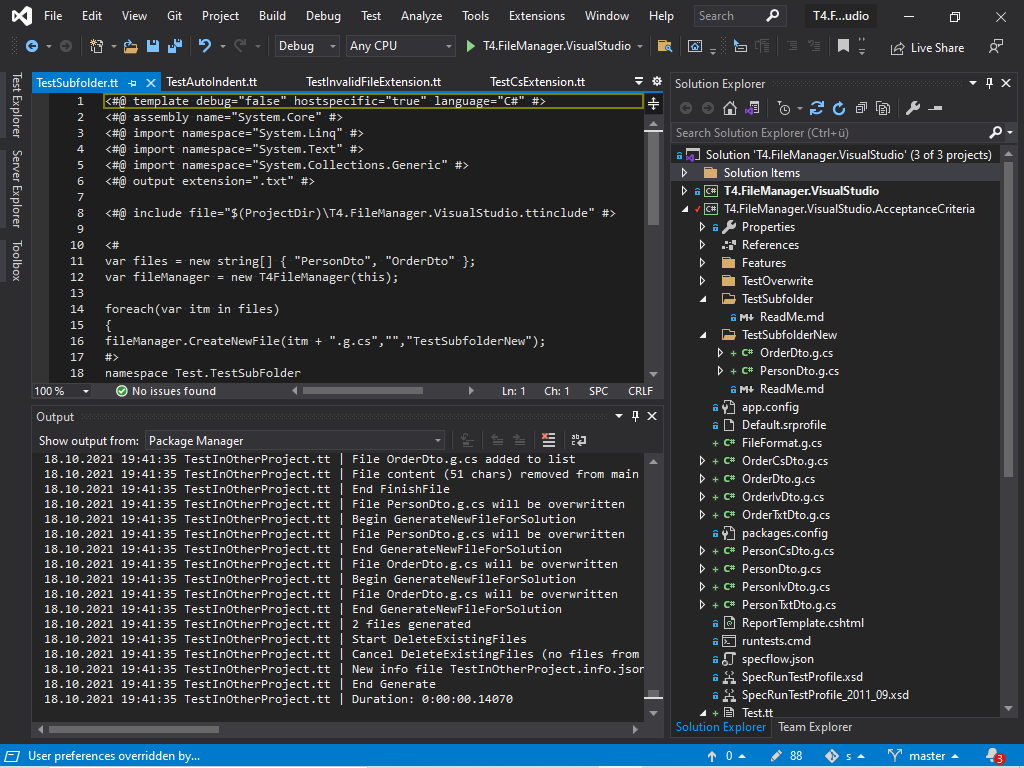 File Edit View Git Project Build Debug Test Analyze Tools Extensions Window Help Search T4.F...udio
Debug Any CPU T4.FileManager.VisualStudio Live Share
Test Explorer
Server Explorer
Toolbox
TestSubfolder.tt TestAutoIndent.tt TestInvalidFileExtension.tt TestCsExtension.tt
1 <#@ template debug="false" hostspecific="true" language="C#" #>
2 <#@ assembly name="System.Core" #>
3 <#@ import namespace="System.Linq" #>
4 <#@ import namespace="System.Text" #>
5 <#@ import namespace="System.Collections.Generic" #>
6 <#@ output extension=".txt" #>
7
8 <#@ include file="$(ProjectDir)\T4.FileManager.VisualStudio.ttinclude" #>
9
10 <#
11 var files = new string[] { "PersonDto", "OrderDto" };
12 var fileManager = new T4FileManager(this);
13
14 foreach(var itm in files)
15 {
16 fileManager.CreateNewFile(itm + ".g.cs","","TestSubfolderNew");
17 #>
18 namespace Test.TestSubFolder
100 % No issues found Ln: 1 Ch: 1 SPC CRLF
Output
Show output from: Package Manager
18.10.2021 19:41:35 TestInOtherProject.tt | File OrderDto.g.cs added to list
18.10.2021 19:41:35 TestInOtherProject.tt | File content (51 chars) removed from main
18.10.2021 19:41:35 TestInOtherProject.tt | End FinishFile
18.10.2021 19:41:35 TestInOtherProject.tt | File PersonDto.g.cs will be overwritten
18.10.2021 19:41:35 TestInOtherProject.tt | Begin GenerateNewFileForSolution
18.10.2021 19:41:35 TestInOtherProject.tt | File PersonDto.g.cs will be overwritten
18.10.2021 19:41:35 TestInOtherProject.tt | End GenerateNewFileForSolution
18.10.2021 19:41:35 TestInOtherProject.tt | File OrderDto.g.cs will be overwritten
18.10.2021 19:41:35 TestInOtherProject.tt | Begin GenerateNewFileForSolution
18.10.2021 19:41:35 TestInOtherProject.tt | File OrderDto.g.cs will be overwritten
18.10.2021 19:41:35 TestInOtherProject.tt | End GenerateNewFileForSolution
18.10.2021 19:41:35 TestInOtherProject.tt | 2 files generated
18.10.2021 19:41:35 TestInOtherProject.tt | Start DeleteExistingFiles
18.10.2021 19:41:35 TestInOtherProject.tt | Cancel DeleteExistingFiles (no files from
18.10.2021 19:41:35 TestInOtherProject.tt | New info file TestInOtherProject.info.json
18.10.2021 19:41:35 TestInOtherProject.tt | End Generate
18.10.2021 19:41:35 TestInOtherProject.tt | Duration: 0:00:00.14070
Solution Explorer
Search Solution Explorer (Ctrl+ü)
Solution 'T4.FileManager.VisualStudio' (3 of 3 projects)
Solution Items
C# T4.FileManager.VisualStudio
C# T4.FileManager.VisualStudio.AcceptanceCriteria
Properties
References
Features
TestOverwrite
TestSubfolder
M↓ ReadMe.md
TestSubfolderNew
+ C# OrderDto.g.cs
+ C# PersonDto.g.cs
M↓ ReadMe.md
app.config
Default.srprofile
+ C# FileFormat.g.cs
+ C# OrderCsDto.g.cs
+ C# OrderDto.g.cs
+ C# OrderIvDto.g.cs
+ C# OrderTxtDto.g.cs
packages.config
+ C# PersonCsDto.g.cs
+ C# PersonDto.g.cs
+ C# PersonIvDto.g.cs
+ C# PersonTxtDto.g.cs
ReportTemplate.cshtml
runtests.cmd
specflow.json
SpecRunTestProfile.xsd
SpecRunTestProfile_2011_09.xsd
+ Test.tt
Solution Explorer Team Explorer
User preferences overridden by... 0 88 s master 3